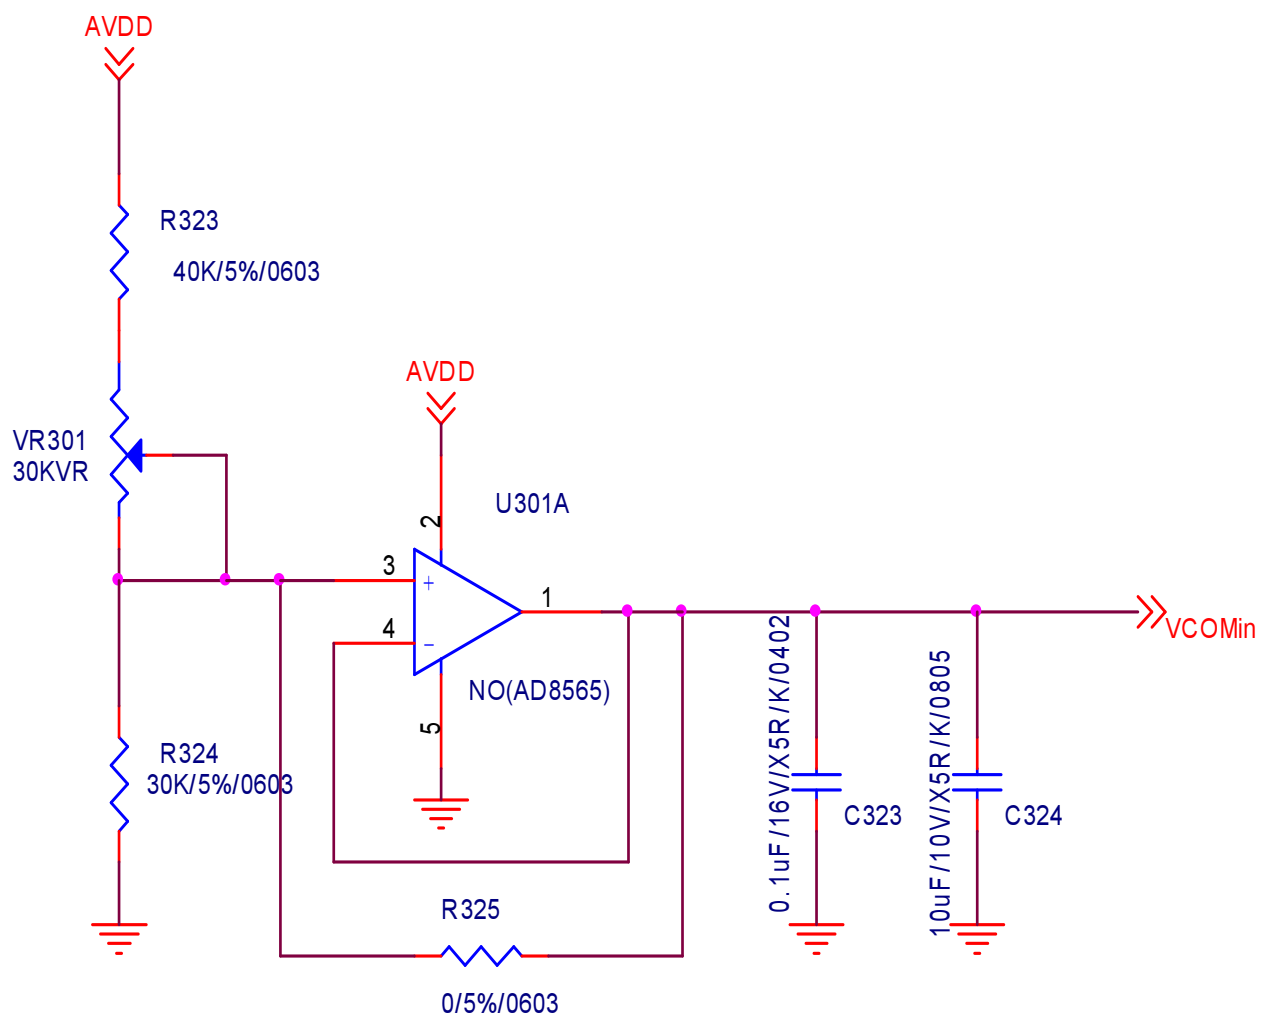 AVDD
R323
40K/5%/0603
AVDD
VR301
30KVR
U301A
2
3
+
1
4
-
VCOMin
NO(AD8565)
5
R324
30K/5%/0603
0.1uF/16V/X5R/K/0402
C323
10uF/10V/X5R/K/0805
C324
R325
0/5%/0603